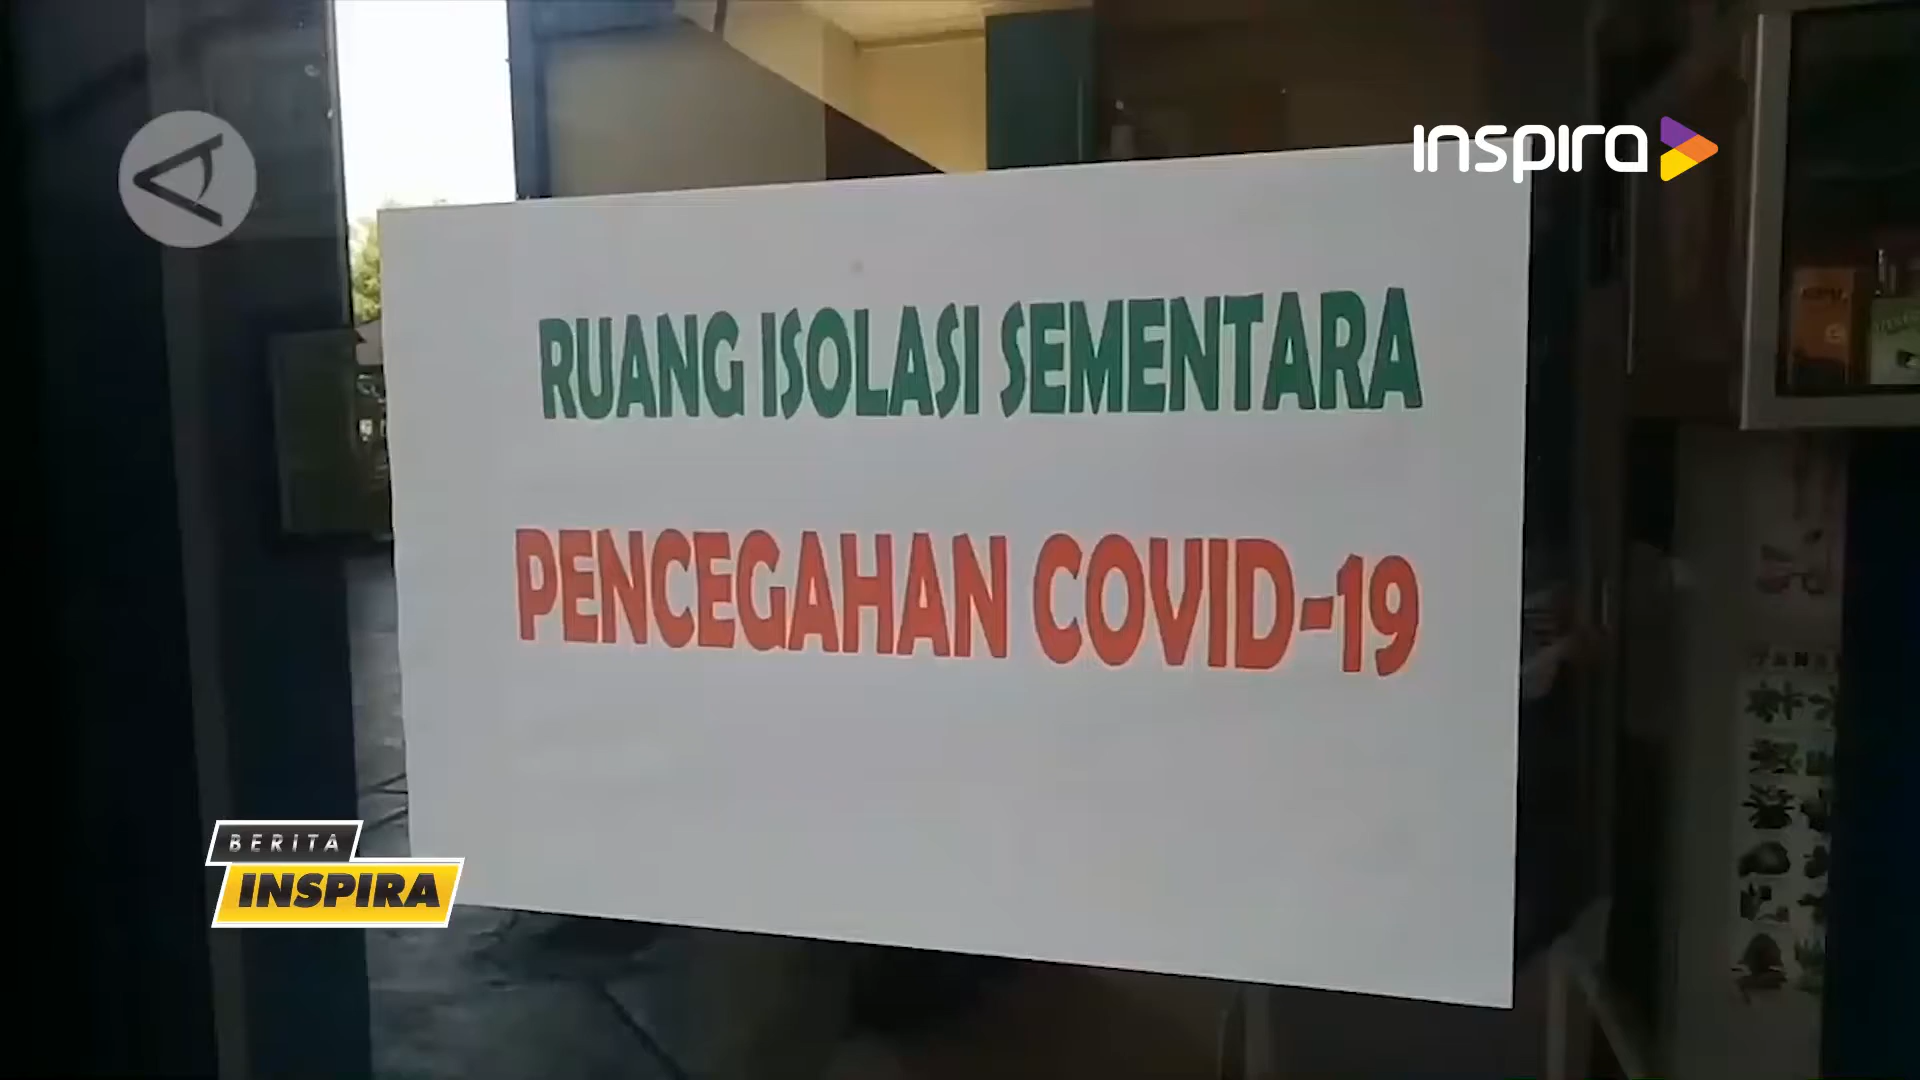 inspira
RUANG ISOLASI SEMENTARA
PENCEGAHAN COVID-19
BERITA
INSPIRA